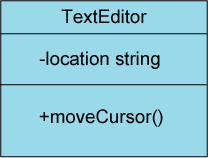 TextEditor
-location string
+moveCursor()